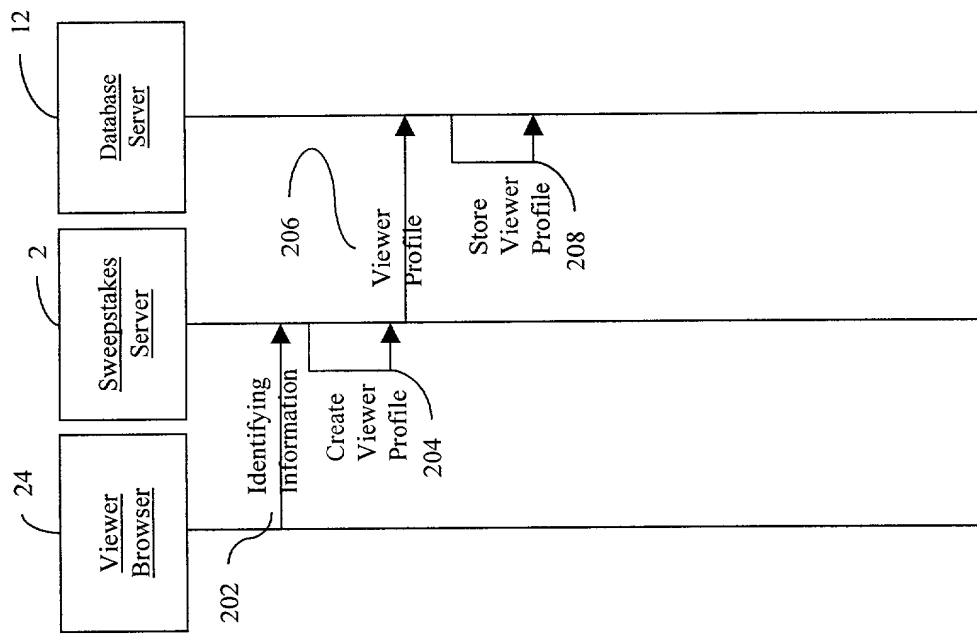 24
2
12
Viewer
Browser
Sweepstakes
Server
Database
Server
202
Identifying
Information
Create
Viewer
Profile
204
206
Viewer
Profile
Store
Viewer
Profile
208